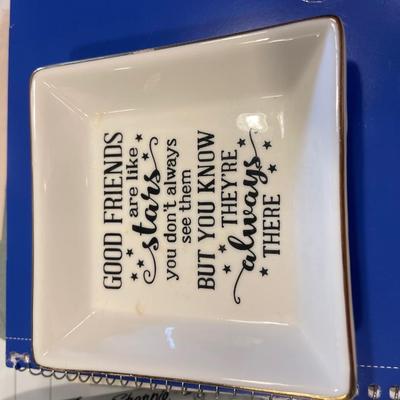 GOOD FRIENDS
are like
stars
you don't always
see them
BUT YOU KNOW
THEY'RE
always
THERE